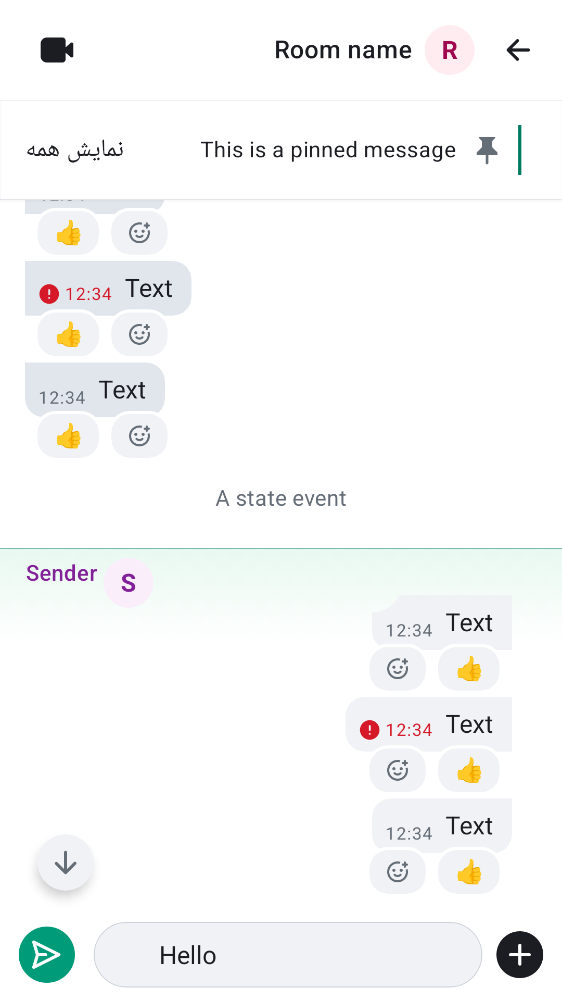 Room name
R
This is a pinned message
نمایش همه
12:34 Text
12:34 Text
A state event
Sender
S
12:34 Text
12:34 Text
12:34 Text
Hello